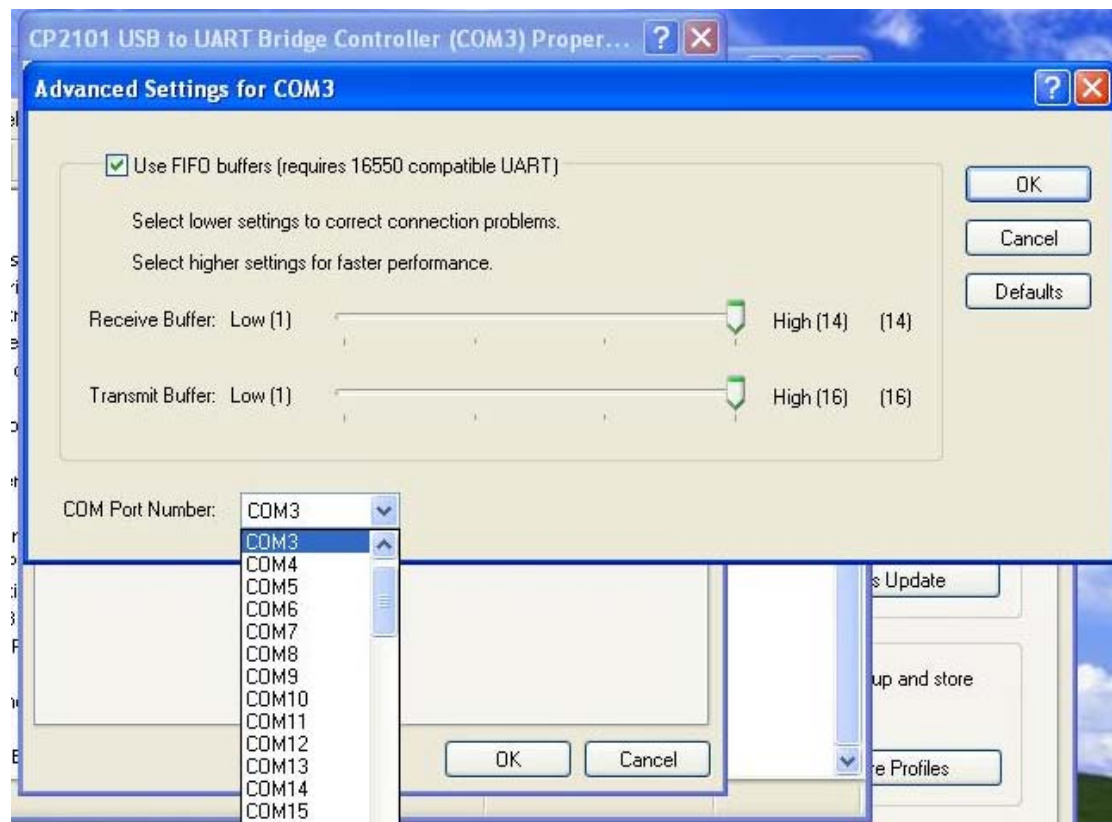 CP2101 USB to UART Bridge Controller (COM3) Proper...
Advanced Settings for COM3
Use FIFO buffers (requires 16550 compatible UART)
OK
Select lower settings to correct connection problems.
Cancel
Select higher settings for faster performance.
Defaults
Receive Buffer: Low (1) High (14) (14)
Transmit Buffer: Low (1) High (16) (16)
COM Port Number: COM3
COM3
COM4
COM5
COM6
COM7
COM8
COM9
COM10
COM11
COM12
COM13
COM14
COM15
s Update
up and store
OK Cancel
re Profiles